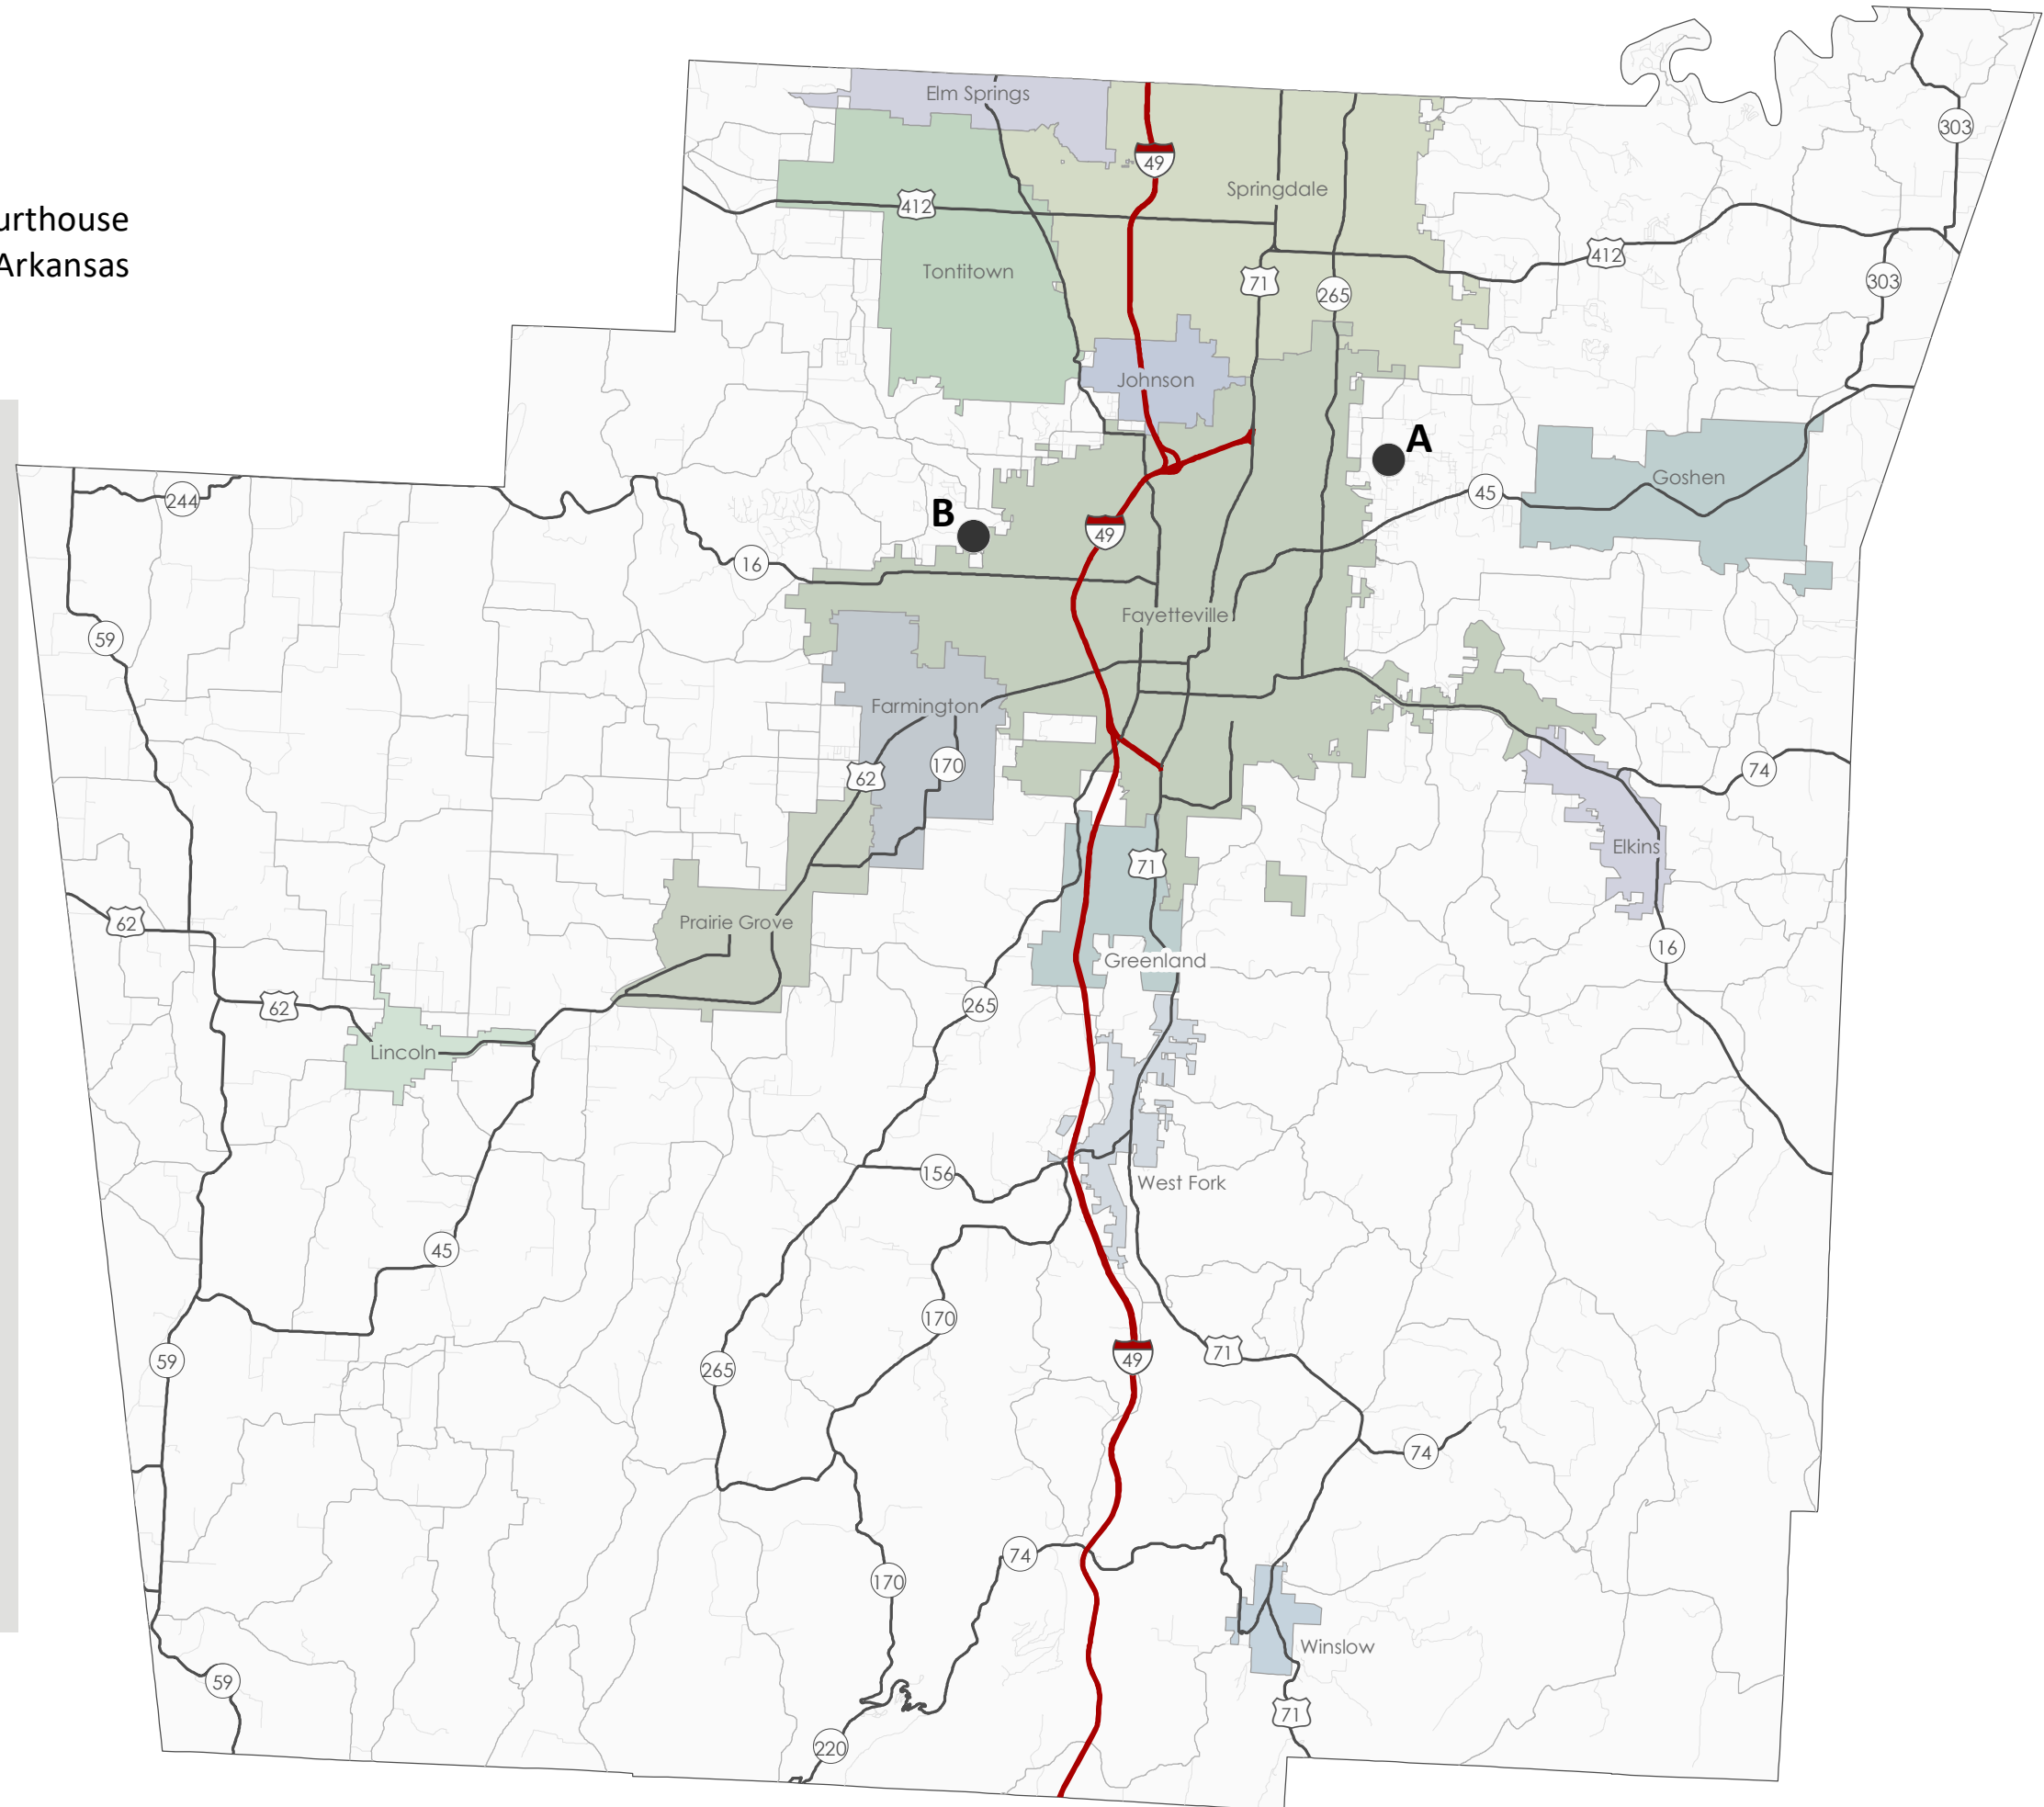 urthouse
Arkansas
Elm Springs
49
303
Springdale
412
412
Tontitown
71
265
303
Johnson
A
Goshen
45
244
B
49
16
Fayetteville
59
Farmington
62
170
74
Elkins
71
Prairie Grove
62
16
Greenland
62
265
Lincoln
156
West Fork
45
170
59
265
49
71
74
74
170
Winslow
59
71
220